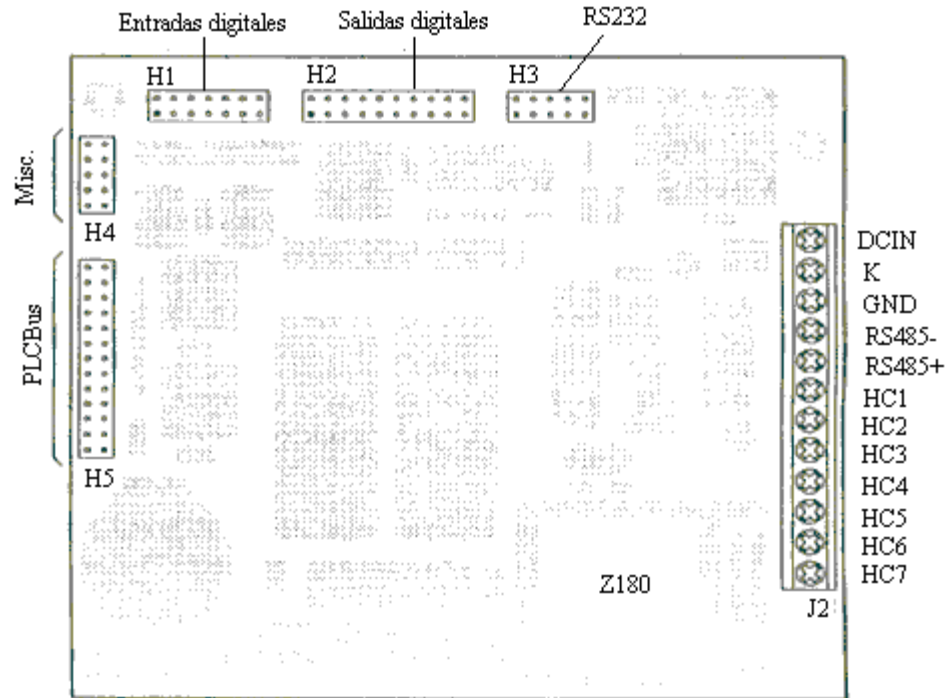 Entradas digitales
Salidas digitales
RS232
H1
H2
H3
Misc.
H4
PLCBus
H5
DCIN
K
GND
RS485-
RS485+
HC1
HC2
HC3
HC4
HC5
HC6
HC7
J2
Z180